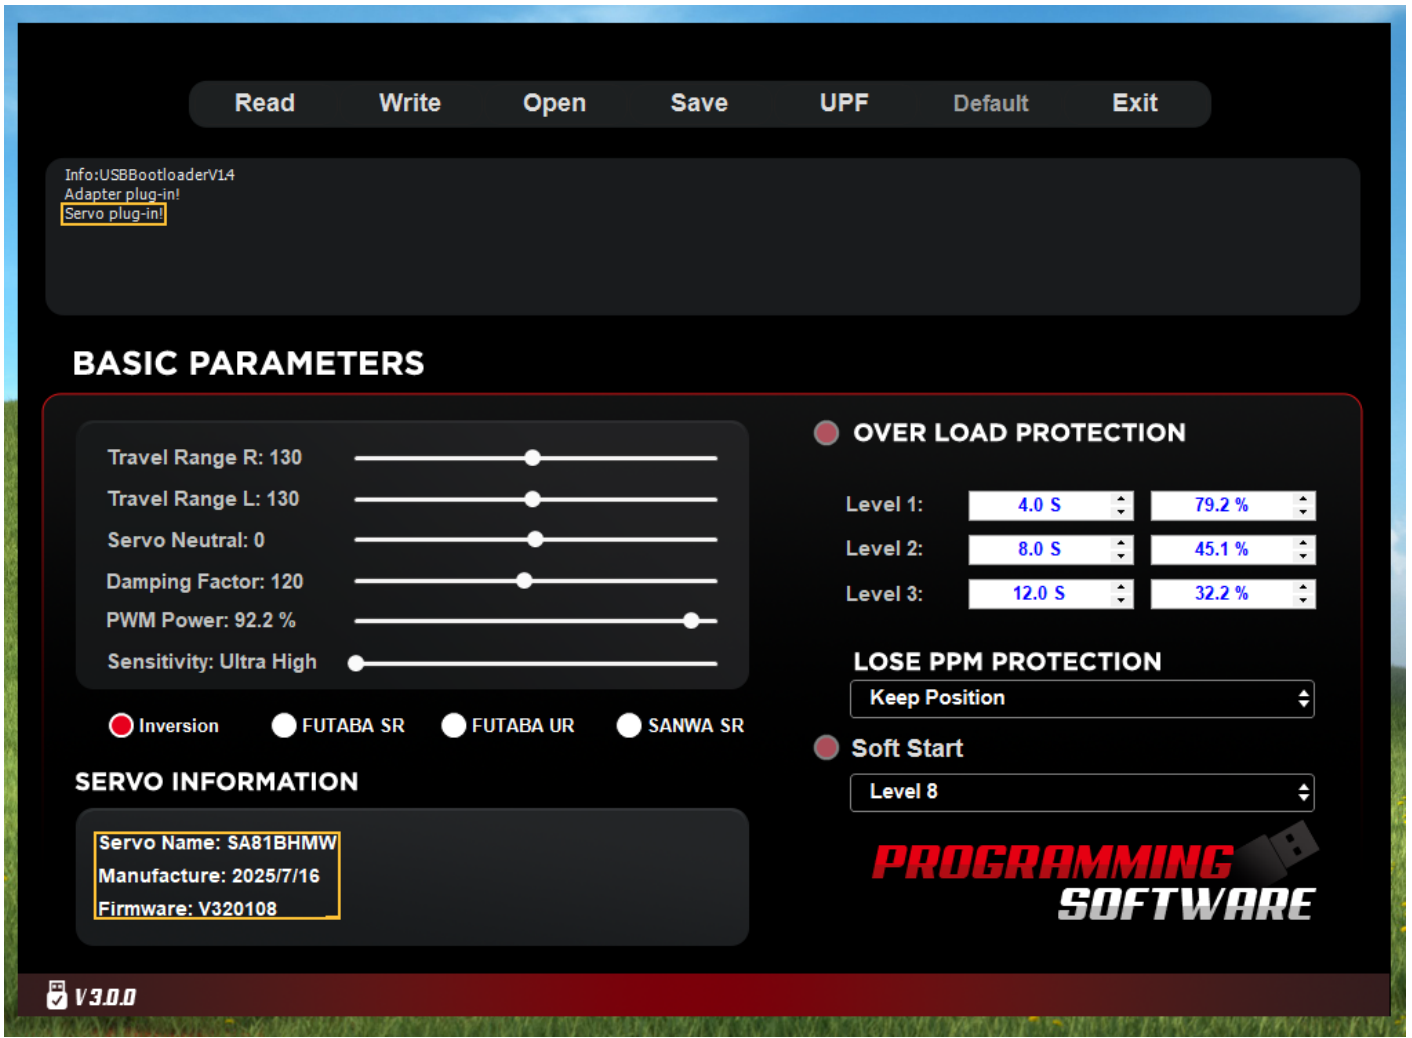 Read Write Open Save UPF Default Exit
Info:USBBootloaderV1.4
Adapter plug-in!
Servo plug-in!
BASIC PARAMETERS
Travel Range R: 130
Travel Range L: 130
Servo Neutral: 0
Damping Factor: 120
PWM Power: 92.2 %
Sensitivity: Ultra High
Inversion FUTABA SR FUTABA UR SANWA SR
SERVO INFORMATION
Servo Name: SA81BHMW
Manufacture: 2025/7/16
Firmware: V320108
OVER LOAD PROTECTION
Level 1: 4.0 S 79.2 %
Level 2: 8.0 S 45.1 %
Level 3: 12.0 S 32.2 %
LOSE PPM PROTECTION
Keep Position
Soft Start
Level 8
PROGRAMMING
SOFTWARE
V 3.0.0